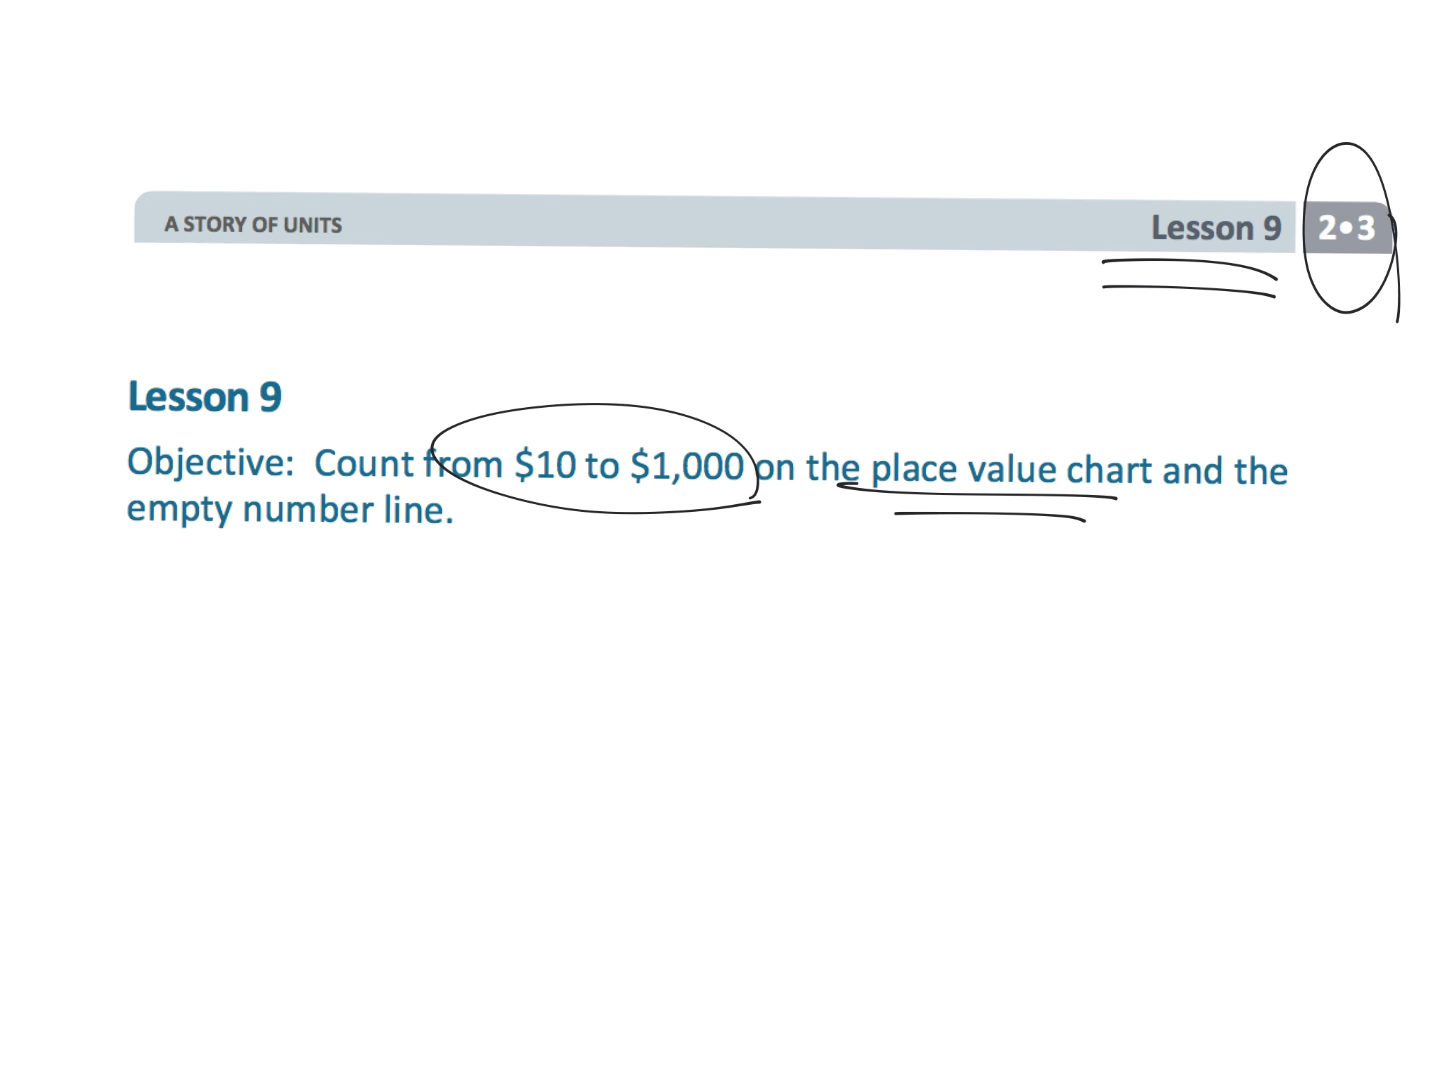 A STORY OF UNITS
Lesson 9
2•3
Lesson 9
Objective: Count from $10 to $1,000 on the place value chart and the
empty number line.